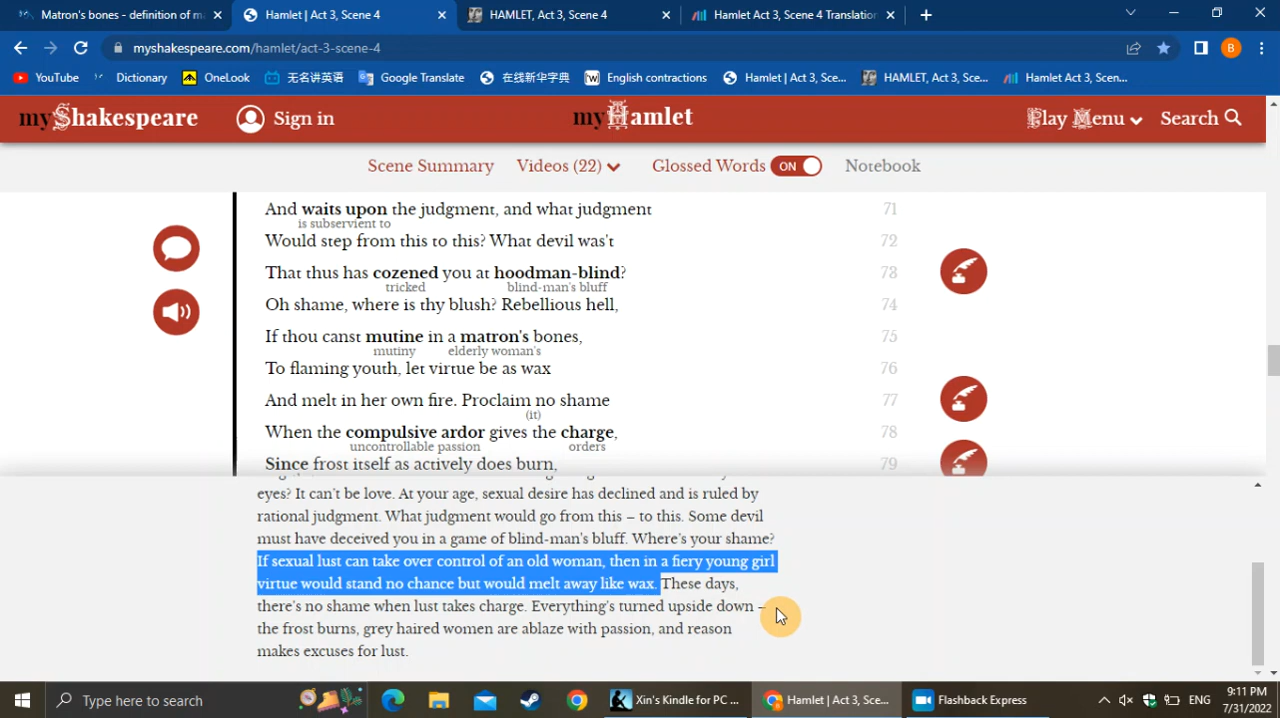 Matron's bones - definition of m
Hamlet | Act 3, Scene 4
HAMLET, Act 3, Scene 4
Hamlet Act 3, Scene 4 Translation
myshakespeare.com/hamlet/act-3-scene-4
B
YouTube
Dictionary
OneLook
无名讲英语
Google Translate
在线新华字典
English contractions
Hamlet | Act 3, Sce...
HAMLET, Act 3, Sce...
Hamlet Act 3, Scen...
myShakespeare
Sign in
myHamlet
Play Menu
Search
Scene Summary
Videos (22)
Glossed Words ON
Notebook
And waits upon the judgment, and what judgment 71
is subservient to
Would step from this to this? What devil was't 72
That thus has cozened you at hoodman-blind? 73
tricked blind-man's bluff
Oh shame, where is thy blush? Rebellious hell, 74
If thou canst mutine in a matron's bones, 75
mutiny elderly woman's
To flaming youth, let virtue be as wax 76
And melt in her own fire. Proclaim no shame 77
(it)
When the compulsive ardor gives the charge, 78
uncontrollable passion orders
Since frost itself as actively does burn, 79
eyes? It can't be love. At your age, sexual desire has declined and is ruled by
rational judgment. What judgment would go from this – to this. Some devil
must have deceived you in a game of blind-man's bluff. Where's your shame?
If sexual lust can take over control of an old woman, then in a fiery young girl
virtue would stand no chance but would melt away like wax. These days,
there's no shame when lust takes charge. Everything's turned upside down –
the frost burns, grey haired women are ablaze with passion, and reason
makes excuses for lust.
Type here to search
Xin's Kindle for PC ...
Hamlet | Act 3, Sce...
Flashback Express
ENG
9:11 PM
7/31/2022